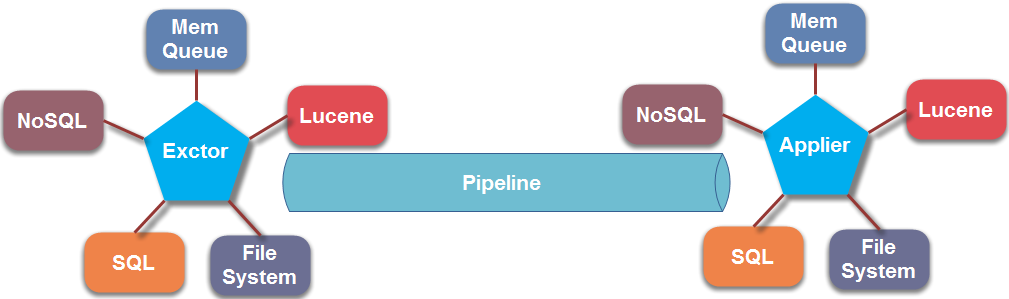 Mem
Queue
NoSQL
Lucene
Exctor
SQL
File
System
Pipeline
Mem
Queue
NoSQL
Lucene
Applier
SQL
File
System